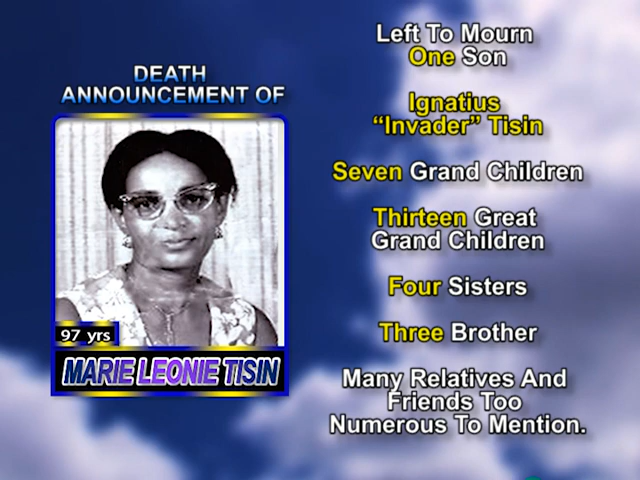 DEATH
ANNOUNCEMENT OF
97 yrs
MARIE LEONIE TISIN
Left To Mourn
One Son
Ignatius
“Invader” Tisin
Seven Grand Children
Thirteen Great
Grand Children
Four Sisters
Three Brother
Many Relatives And
Friends Too
Numerous To Mention.